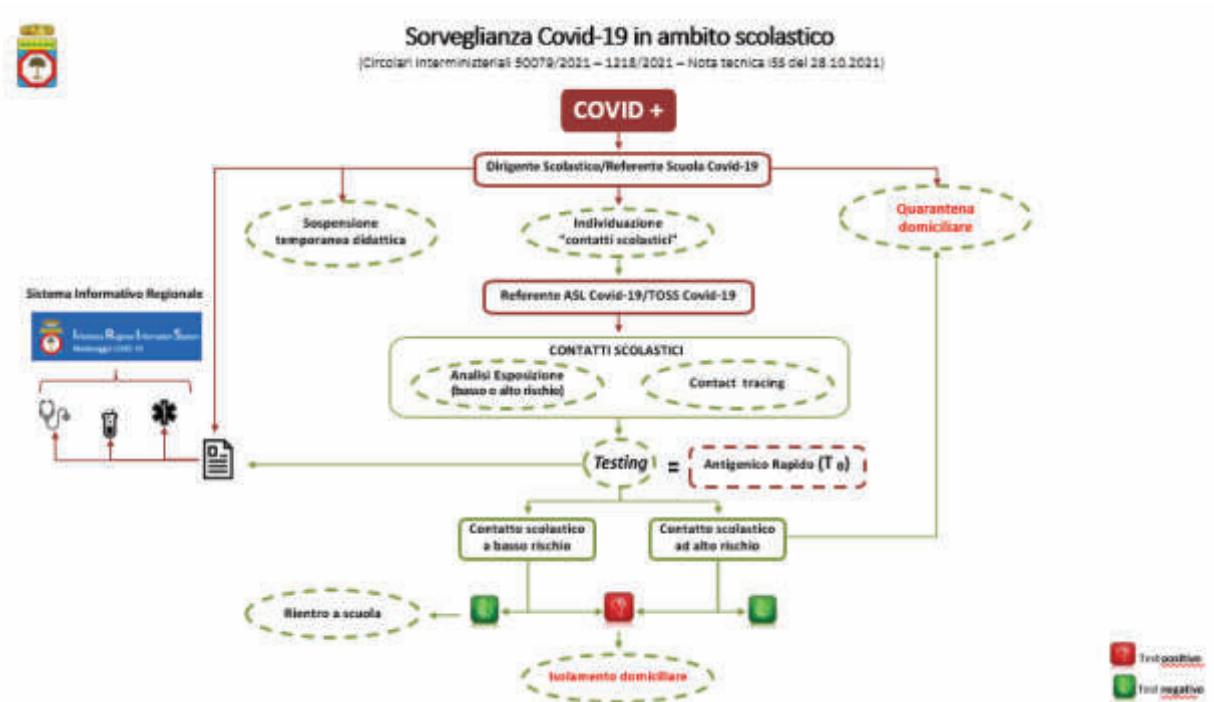 Sorveglianza Covid-19 in ambito scolastico
(Circolari interministeriali 50079/2021 – 1218/2021 – Nota tecnica ISS del 28.10.2021)
COVID +
Dirigente Scolastico/Referente Scuola Covid-19
Sospensione
temporanea didattica
Individuazione
"contatti scolastici"
Quarantena
domiciliare
Sistema Informativo Regionale
Referente ASL Covid-19/TOSS Covid-19
CONTATTI SCOLASTICI
Analisi Esposizione
(basso o alto rischio)
Contact tracing
Testing = Antigenico Rapido (T 0)
Contatto scolastico
a basso rischio
Contatto scolastico
ad alto rischio
Rientro a scuola
Isolamento domiciliare
Test positivo
Test negativo